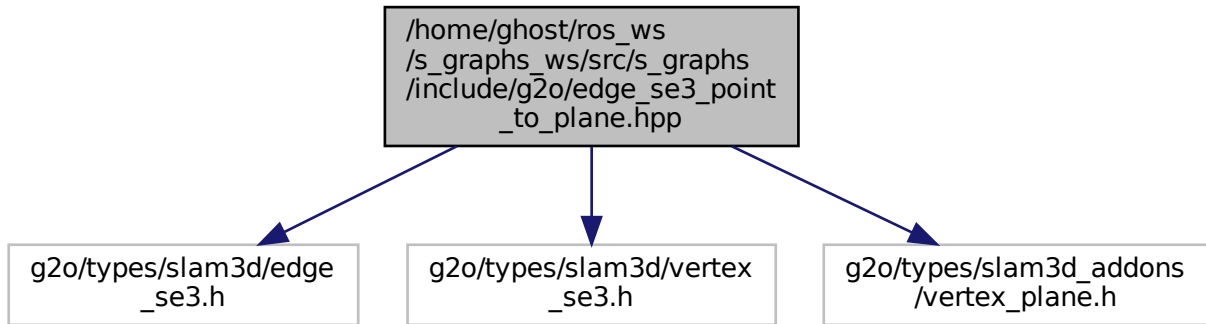 /home/ghost/ros_ws
/s_graphs_ws/src/s_graphs
/include/g2o/edge_se3_point
_to_plane.hpp
g2o/types/slam3d/edge
_se3.h
g2o/types/slam3d/vertex
_se3.h
g2o/types/slam3d_addons
/vertex_plane.h